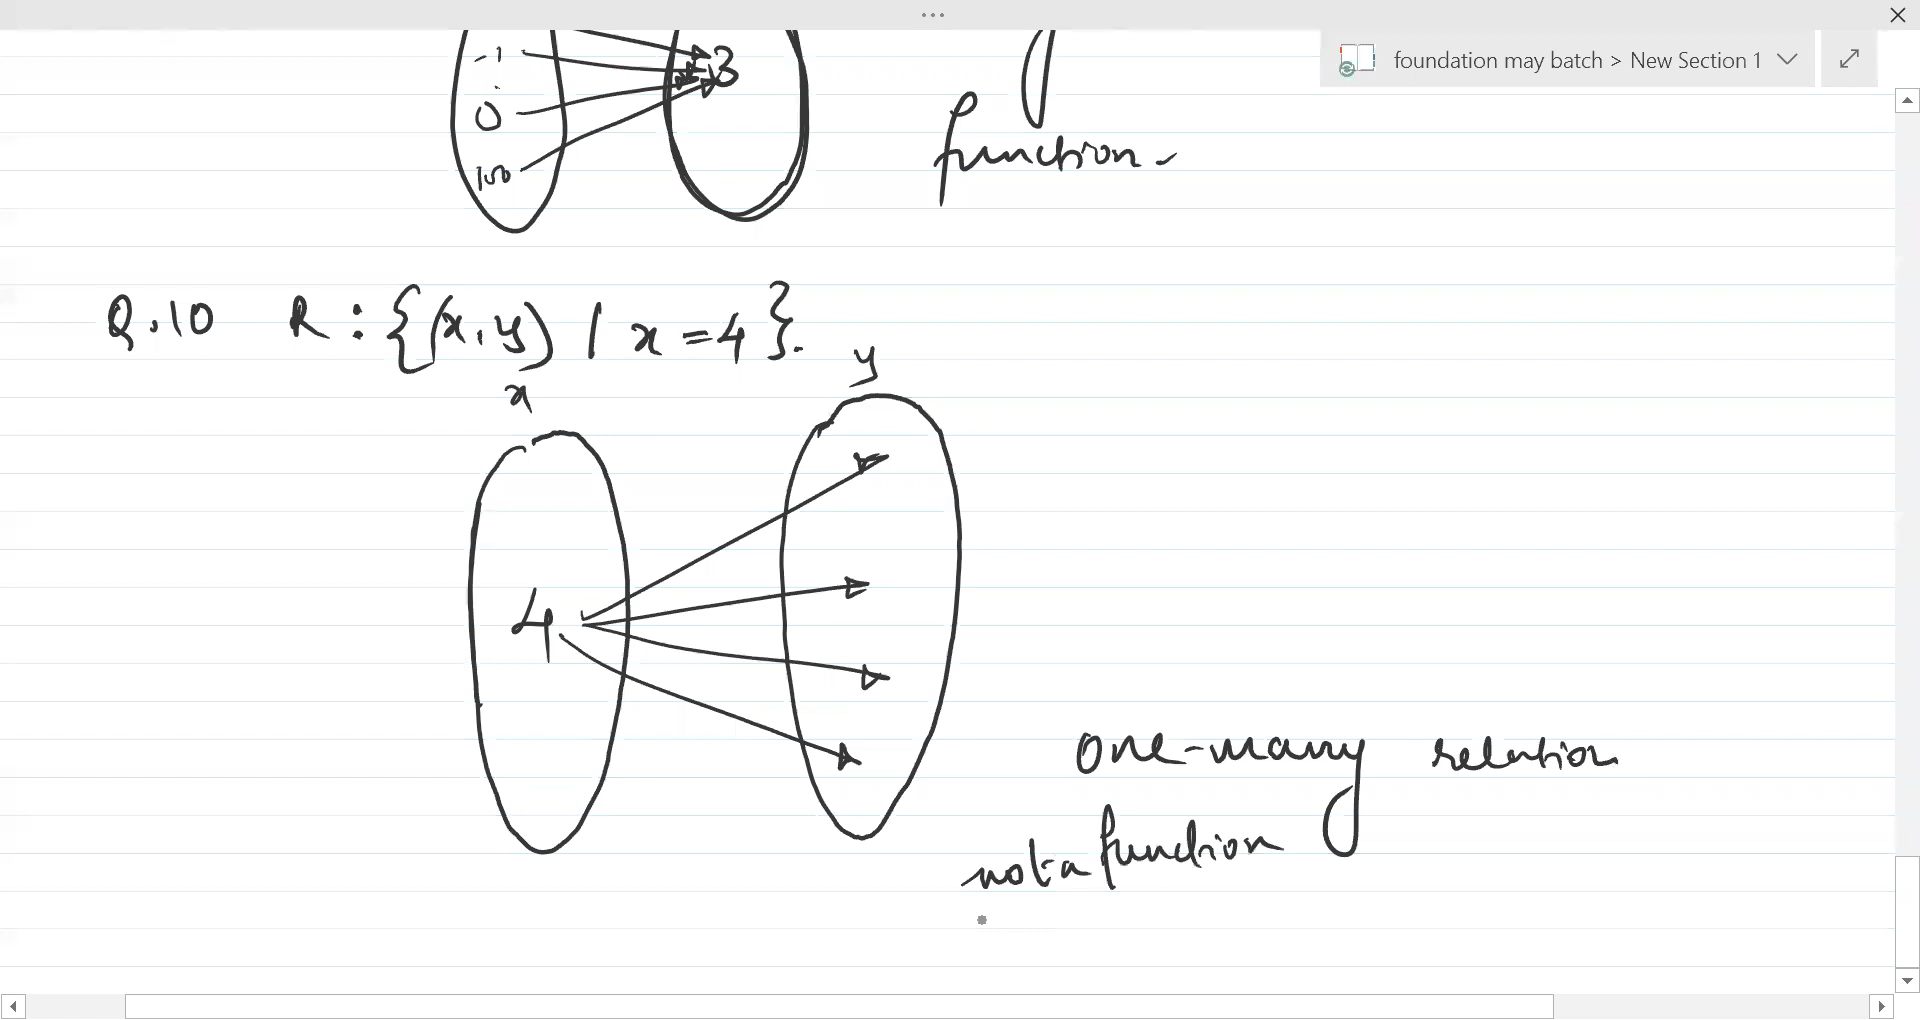 ...
foundation may batch > New Section 1
-1
3
0
100
function.
Q.10 R : {(x,y) / x = 4}.
x
y
4
one-many relation
not a function